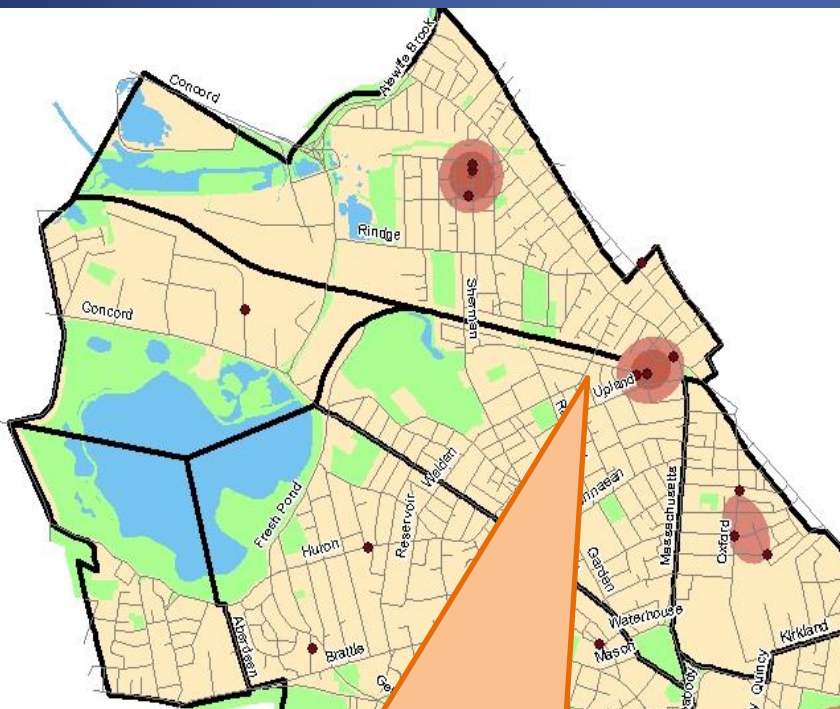 Concord
Alewife Brook
Rindge
Sherman
Concord
Upland
Walden
Massachusetts
Reservoir
Oxford
Fresh Pond
Huron
Garden
Waterhouse
Kirkland
Mason
Aberdeen
Brattle
Quincy